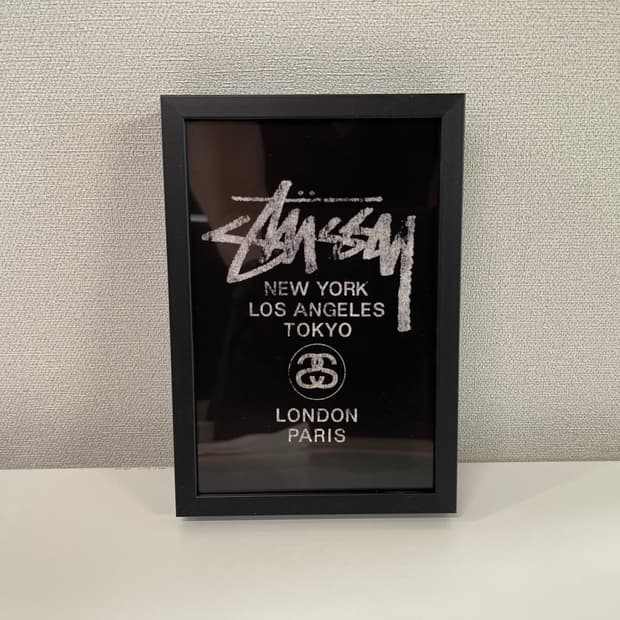 Stüssy
NEW YORK
LOS ANGELES
TOKYO
LONDON
PARIS